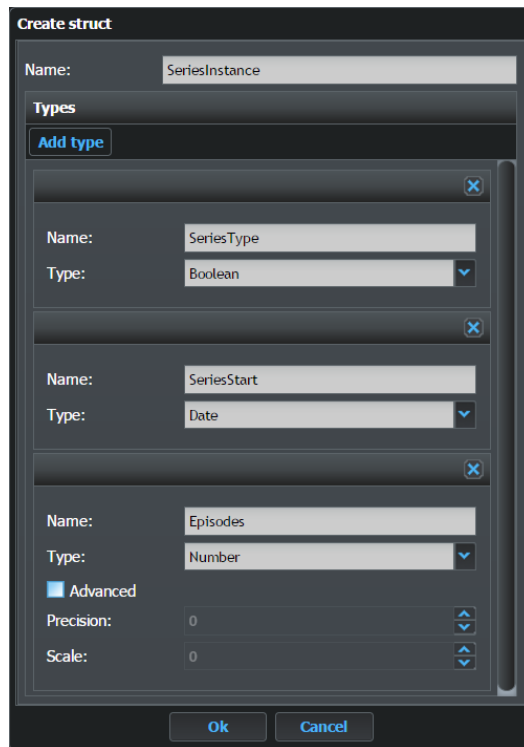 Create struct
Name: SeriesInstance
Types
Add type
Name: SeriesType
Type: Boolean
Name: SeriesStart
Type: Date
Name: Episodes
Type: Number
Advanced
Precision: 0
Scale: 0
Ok Cancel